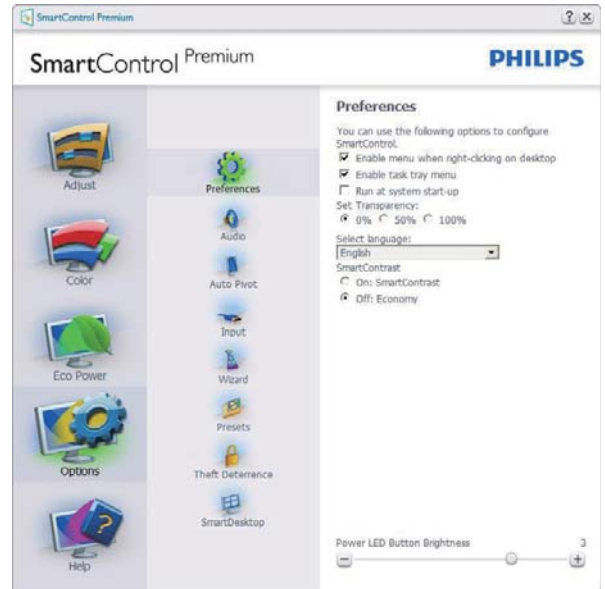 SmartControl Premium
SmartControl Premium
PHILIPS
Adjust
Color
Eco Power
Options
Help
Preferences
Audio
Auto Pivot
Input
Wizard
Presets
Theft Deterrence
SmartDesktop
Preferences
You can use the following options to configure
SmartControl.
Enable menu when right-clicking on desktop
Enable task tray menu
Run at system start-up
Set Transparency:
0% 50% 100%
Select language:
English
SmartContrast
On: SmartContrast
Off: Economy
Power LED Button Brightness 3